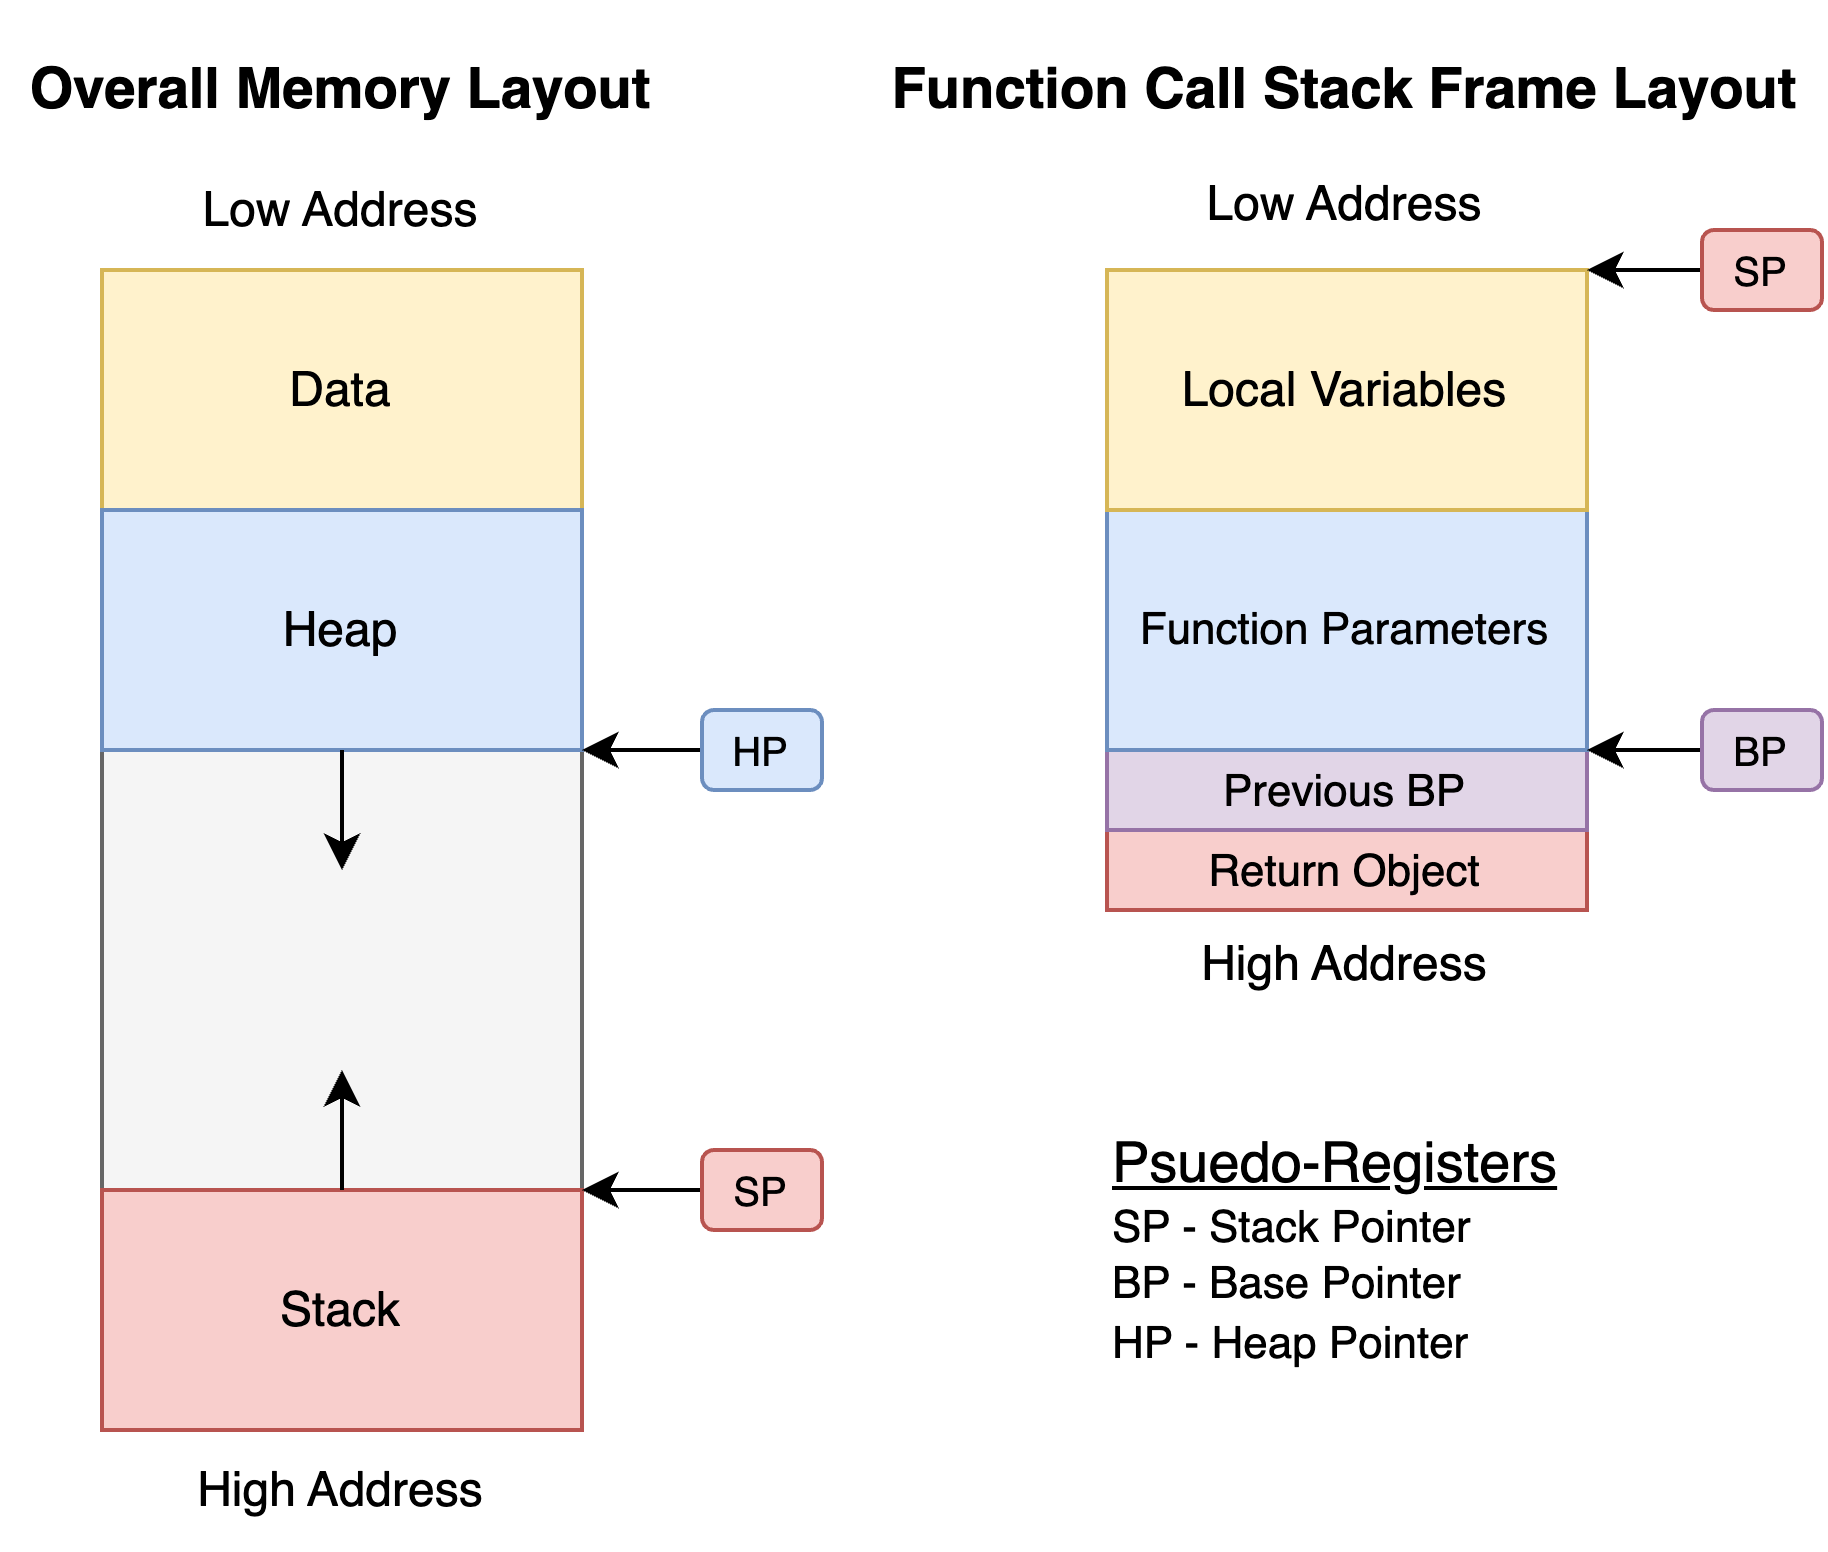 Overall Memory Layout
Low Address
Data
Heap
HP
SP
Stack
High Address
Function Call Stack Frame Layout
Low Address
SP
Local Variables
Function Parameters
BP
Previous BP
Return Object
High Address
Psuedo-Registers
SP - Stack Pointer
BP - Base Pointer
HP - Heap Pointer